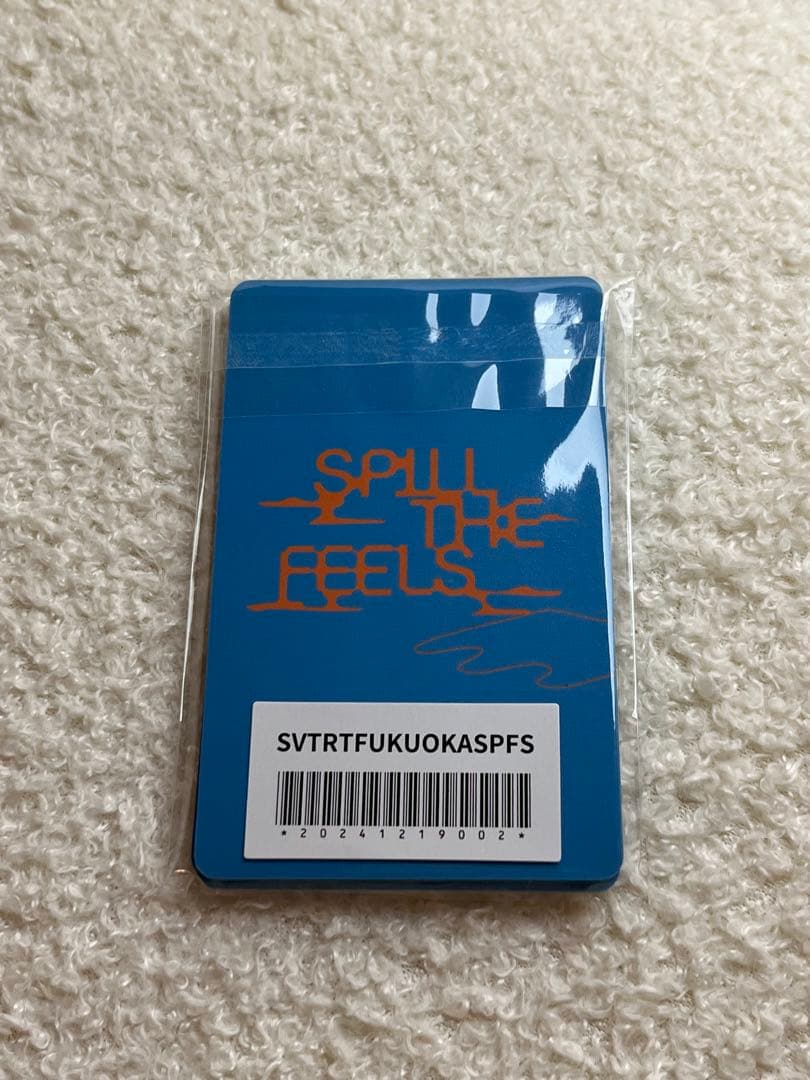 SPILL
THE
FEELS
SVTRTFUKUOKASPFS
*20241219002*